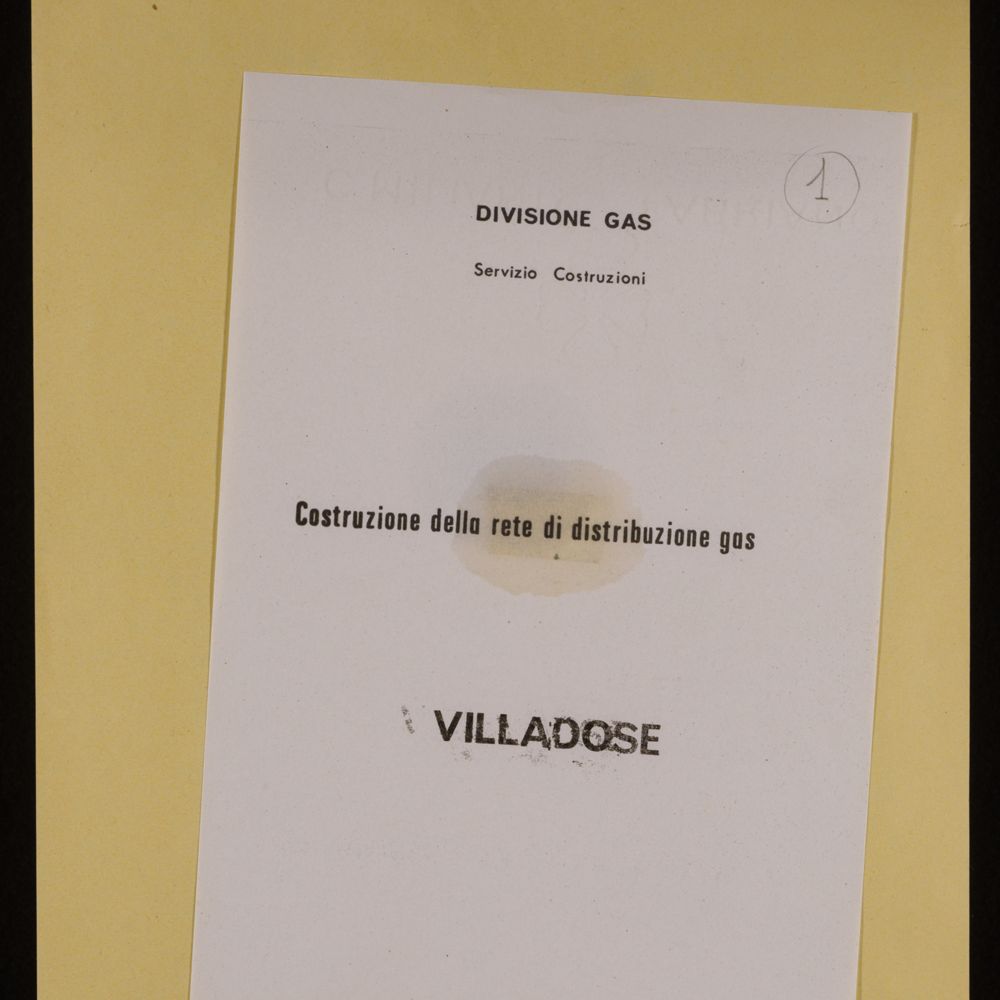 1
DIVISIONE GAS
Servizio Costruzioni
Costruzione della rete di distribuzione gas
VILLADOSE